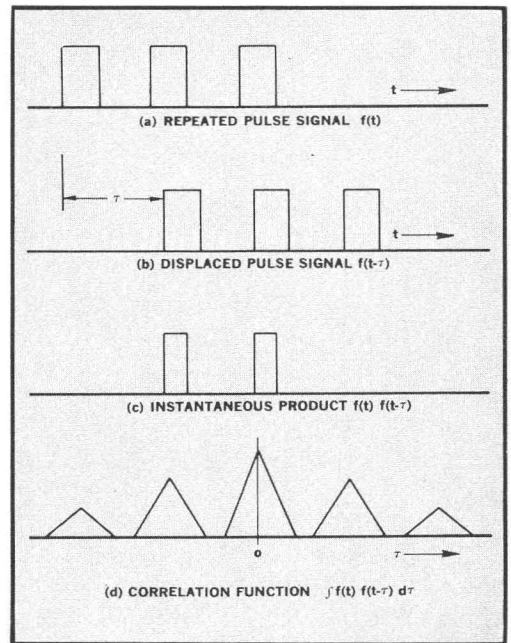 t
(a) REPEATED PULSE SIGNAL f(t)
τ
t
(b) DISPLACED PULSE SIGNAL f(t-τ)
(c) INSTANTANEOUS PRODUCT f(t) f(t-τ)
o
τ
(d) CORRELATION FUNCTION ∫f(t) f(t-τ) dτ